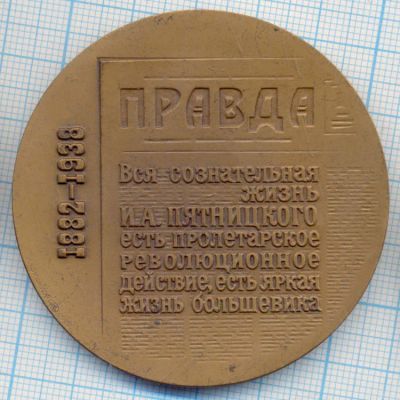 ПРАВДА
Вся сознательная
жизнь
И.А. ПЯТНИЦКОГО
есть пролетарское
революционное
действие, есть яркая
жизнь большевика
1882–1938